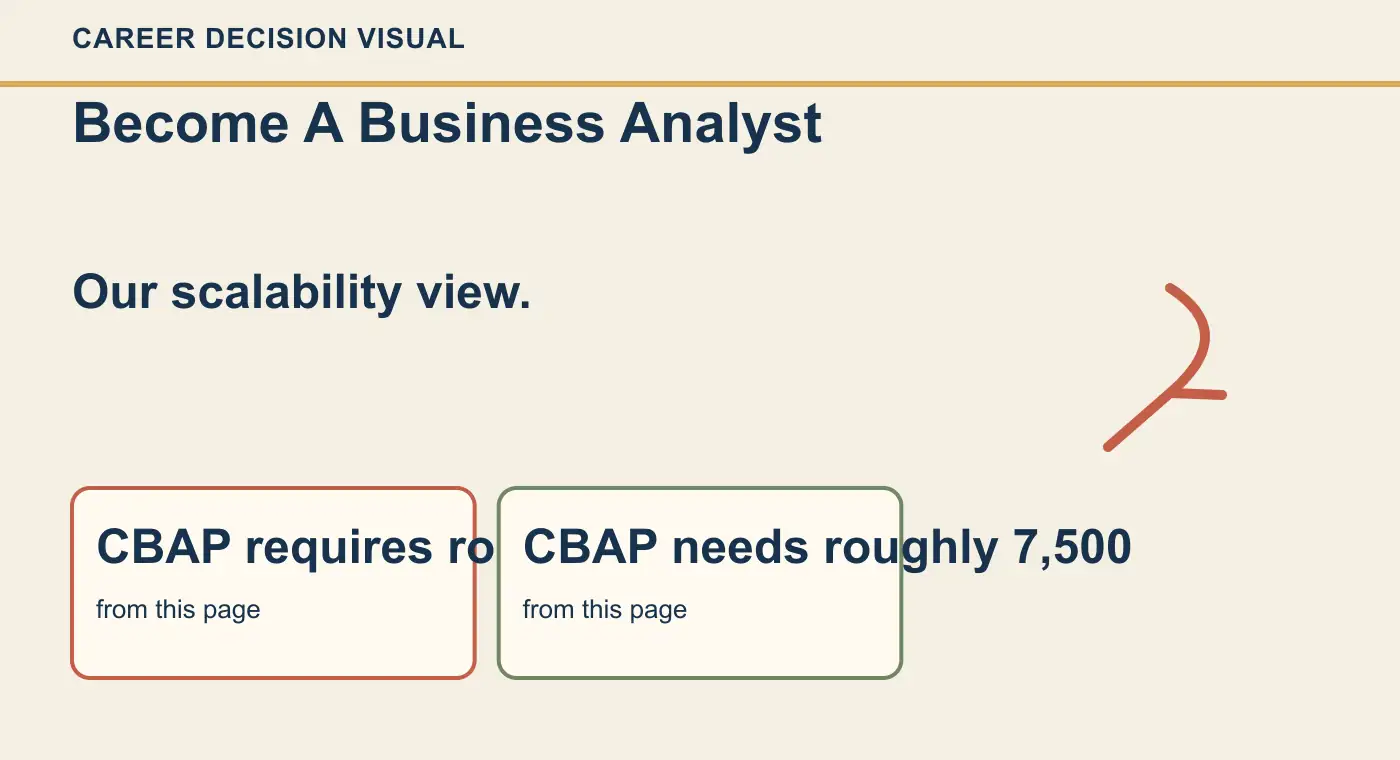 CAREER DECISION VISUAL
Become A Business Analyst
Our scalability view.
CBAP requires ro
CBAP needs roughly 7,500
from this page
from this page